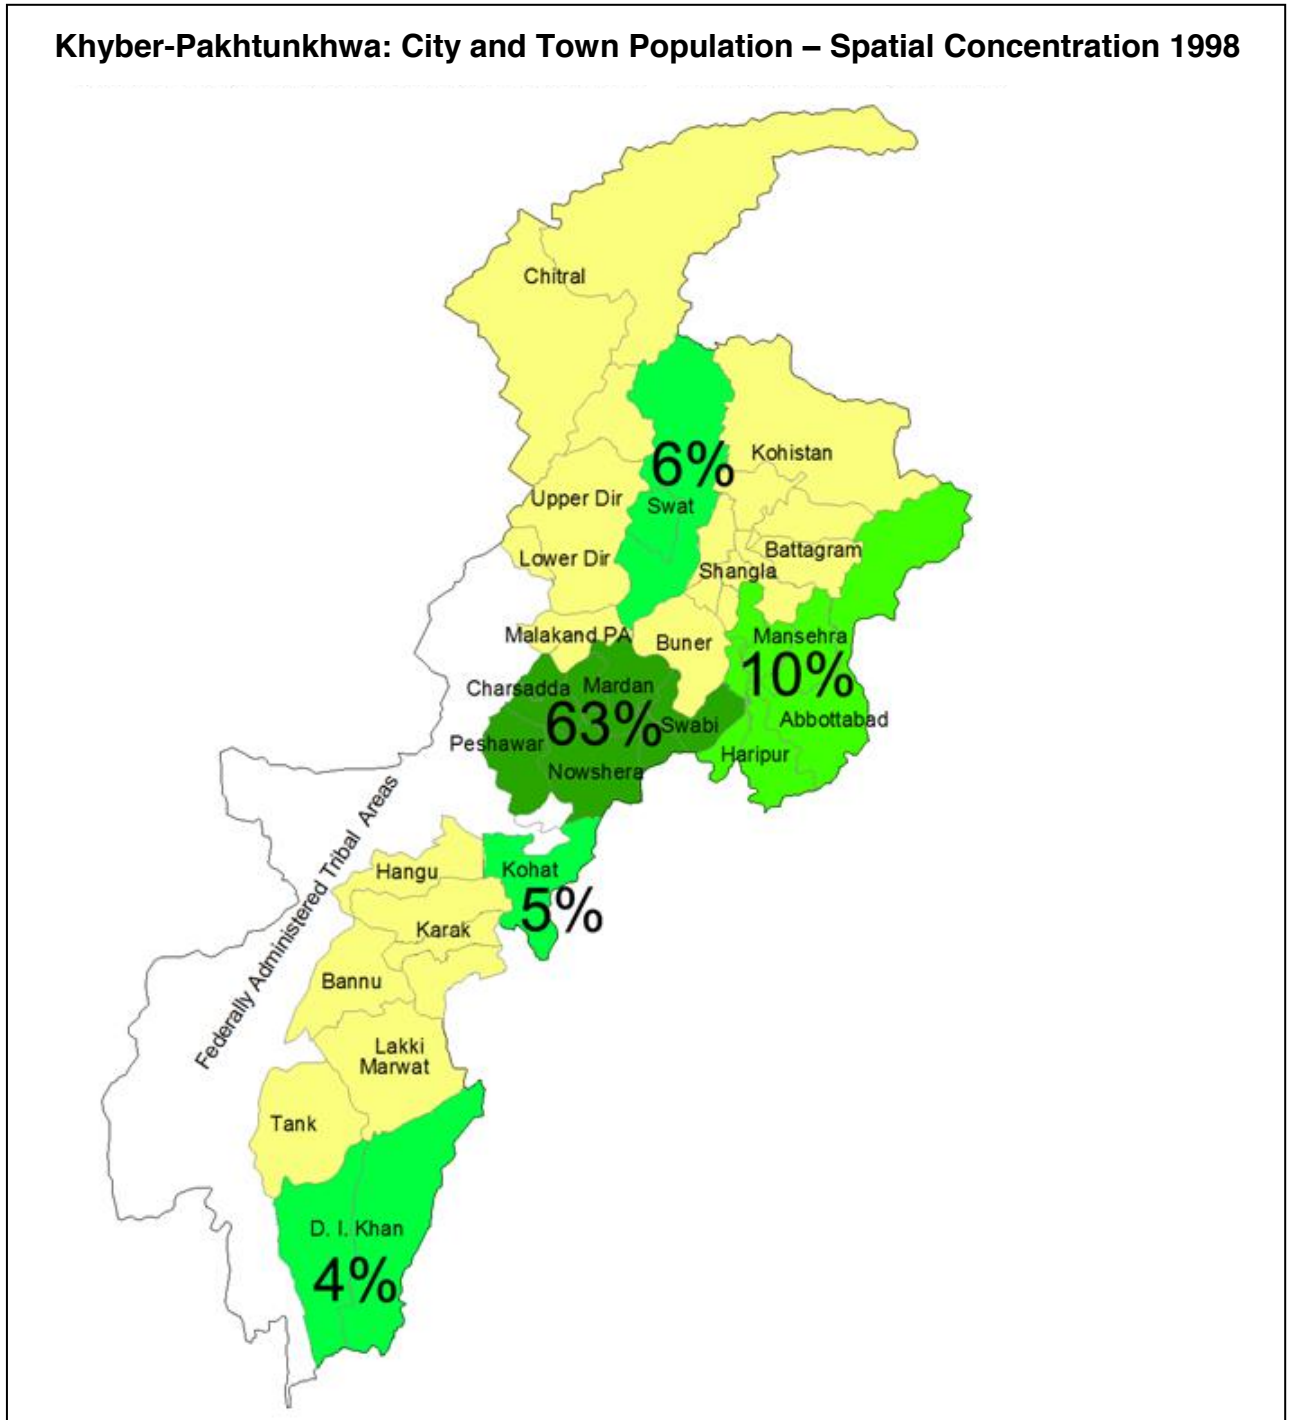 Khyber-Pakhtunkhwa: City and Town Population – Spatial Concentration 1998
Chitral
6%
Kohistan
Upper Dir
Swat
Battagram
Lower Dir
Shangla
Malakand PA
Buner
Mansehra
10%
Charsadda
Mardan
63%
Swabi
Abbottabad
Peshawar
Haripur
Nowshera
Federally Administered Tribal Areas
Hangu
Kohat
5%
Karak
Bannu
Lakki
Marwat
Tank
D. I. Khan
4%